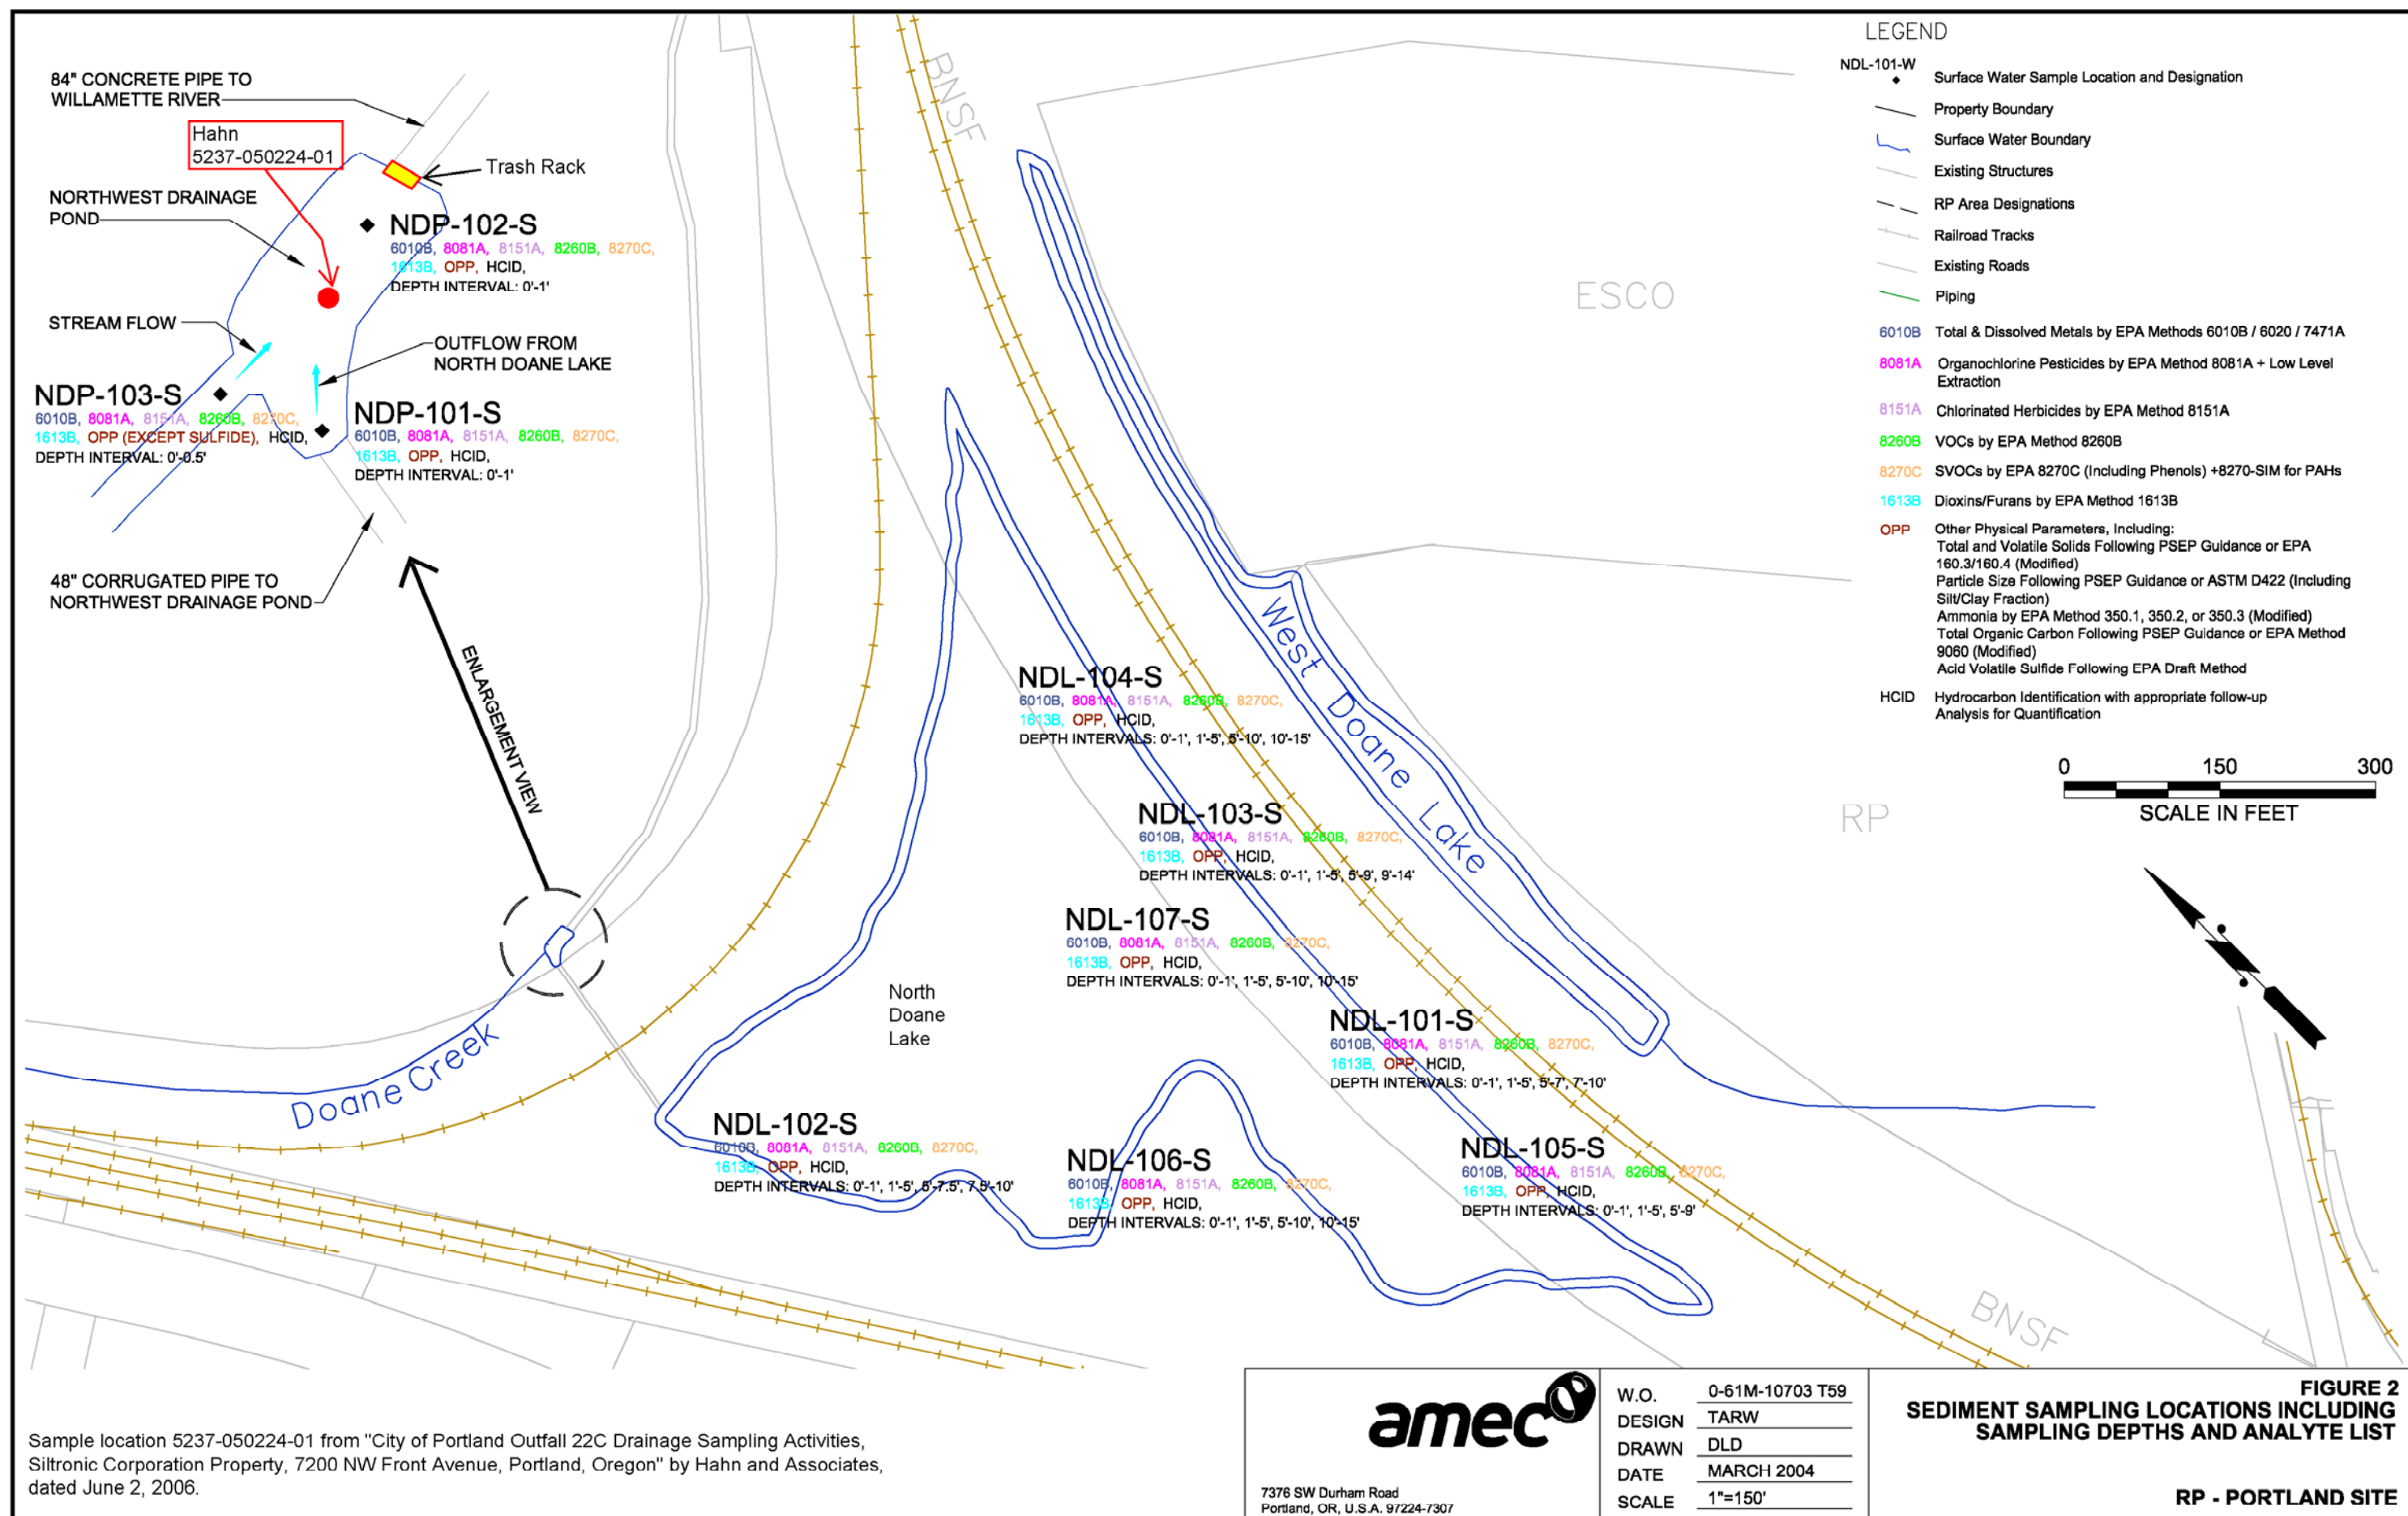 84" CONCRETE PIPE TO
WILLAMETTE RIVER
Hahn
5237-050224-01
Trash Rack
NORTHWEST DRAINAGE
POND
NDP-102-S
6010B, 8081A, 8151A, 8260B, 8270C,
1613B, OPP, HCID,
DEPTH INTERVAL: 0'-1'
STREAM FLOW
OUTFLOW FROM
NORTH DOANE LAKE
NDP-103-S
6010B, 8081A, 8151A, 8260B, 8270C,
1613B, OPP (EXCEPT SULFIDE), HCID,
DEPTH INTERVAL: 0'-0.5'
NDP-101-S
6010B, 8081A, 8151A, 8260B, 8270C,
1613B, OPP, HCID,
DEPTH INTERVAL: 0'-1'
48" CORRUGATED PIPE TO
NORTHWEST DRAINAGE POND
ENLARGEMENT VIEW
BNSF
ESCO
West Doane Lake
RP
NDL-104-S
6010B, 8081A, 8151A, 8260B, 8270C,
1613B, OPP, HCID,
DEPTH INTERVALS: 0'-1', 1'-5', 5'-10', 10'-15'
NDL-103-S
6010B, 8081A, 8151A, 8260B, 8270C,
1613B, OPP, HCID,
DEPTH INTERVALS: 0'-1', 1'-5', 5'-9', 9'-14'
NDL-107-S
6010B, 8081A, 8151A, 8260B, 8270C,
1613B, OPP, HCID,
DEPTH INTERVALS: 0'-1', 1'-5', 5'-10', 10'-15'
North
Doane
Lake
NDL-101-S
6010B, 8081A, 8151A, 8260B, 8270C,
1613B, OPP, HCID,
DEPTH INTERVALS: 0'-1', 1'-5', 5'-7', 7'-10'
Doane Creek
NDL-102-S
6010B, 8081A, 8151A, 8260B, 8270C,
1613B, OPP, HCID,
DEPTH INTERVALS: 0'-1', 1'-5', 5'-7.5', 7.5'-10'
NDL-106-S
6010B, 8081A, 8151A, 8260B, 8270C,
1613B, OPP, HCID,
DEPTH INTERVALS: 0'-1', 1'-5', 5'-10', 10'-15'
NDL-105-S
6010B, 8081A, 8151A, 8260B, 8270C,
1613B, OPP, HCID,
DEPTH INTERVALS: 0'-1', 1'-5', 5'-9'
BNSF
LEGEND
NDL-101-W
Surface Water Sample Location and Designation
Property Boundary
Surface Water Boundary
Existing Structures
RP Area Designations
Railroad Tracks
Existing Roads
Piping
6010B Total & Dissolved Metals by EPA Methods 6010B / 6020 / 7471A
8081A Organochlorine Pesticides by EPA Method 8081A + Low Level
Extraction
8151A Chlorinated Herbicides by EPA Method 8151A
8260B VOCs by EPA Method 8260B
8270C SVOCs by EPA 8270C (Including Phenols) +8270-SIM for PAHs
1613B Dioxins/Furans by EPA Method 1613B
OPP Other Physical Parameters, Including:
Total and Volatile Solids Following PSEP Guidance or EPA
160.3/160.4 (Modified)
Particle Size Following PSEP Guidance or ASTM D422 (Including
Silt/Clay Fraction)
Ammonia by EPA Method 350.1, 350.2, or 350.3 (Modified)
Total Organic Carbon Following PSEP Guidance or EPA Method
9060 (Modified)
Acid Volatile Sulfide Following EPA Draft Method
HCID Hydrocarbon Identification with appropriate follow-up
Analysis for Quantification
0 150 300
SCALE IN FEET
Sample location 5237-050224-01 from "City of Portland Outfall 22C Drainage Sampling Activities,
Siltronic Corporation Property, 7200 NW Front Avenue, Portland, Oregon" by Hahn and Associates,
dated June 2, 2006.
amec
7376 SW Durham Road
Portland, OR, U.S.A. 97224-7307
W.O. 0-61M-10703 T59
DESIGN TARW
DRAWN DLD
DATE MARCH 2004
SCALE 1"=150'
FIGURE 2
SEDIMENT SAMPLING LOCATIONS INCLUDING
SAMPLING DEPTHS AND ANALYTE LIST
RP - PORTLAND SITE